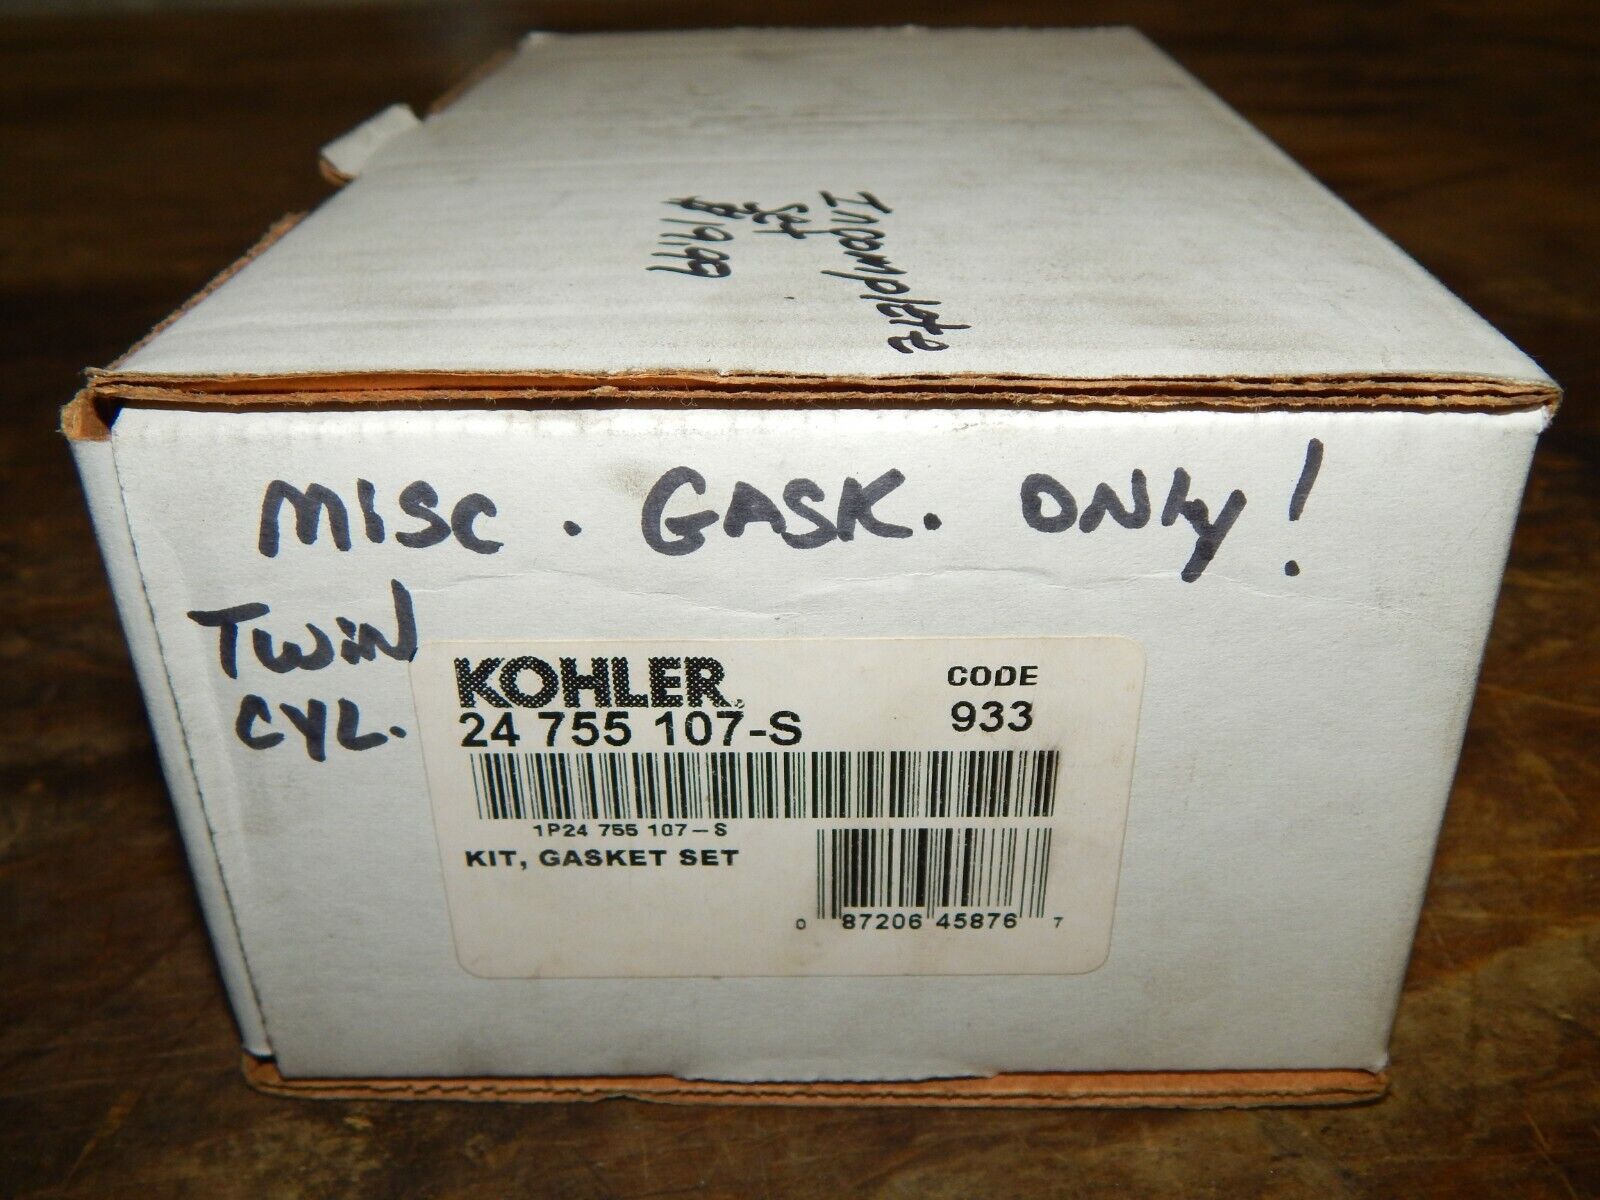 Incomplete
Set
$19.99
MISC. GASK. ONLY!
TWIN
CYL.
KOHLER
CODE
24 755 107-S
933
1P24 755 107-S
KIT, GASKET SET
0 87206 45876 7